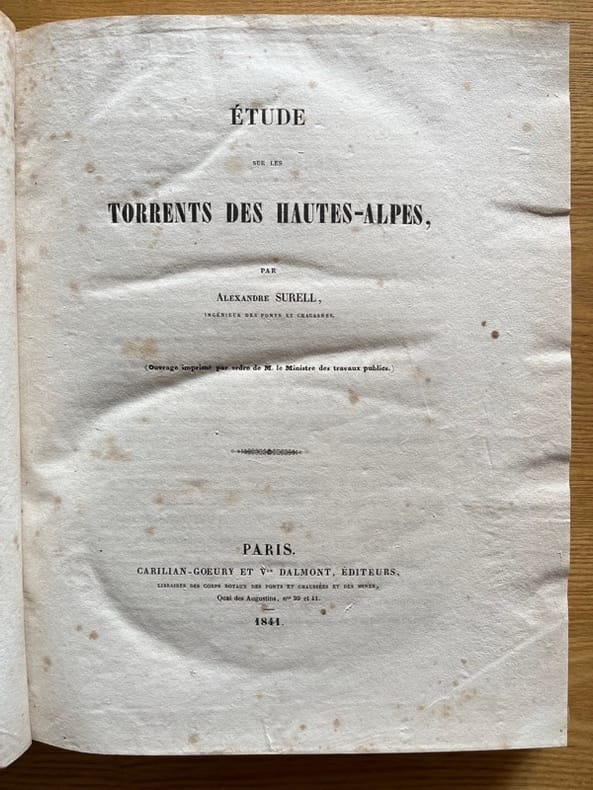 ÉTUDE
SUR LES
TORRENTS DES HAUTES-ALPES,
PAR
ALEXANDRE SURELL,
INGÉNIEUR DES PONTS ET CHAUSSÉES.
(Ouvrage imprimé par ordre de M. le Ministre des travaux publics.)
PARIS.
CARILIAN-GOEURY ET Vor DALMONT, ÉDITEURS,
LIBRAIRES DES CORPS ROYAUX DES PONTS ET CHAUSSÉES ET DES MINES,
Quai des Augustins, nos 39 et 41.
1841.